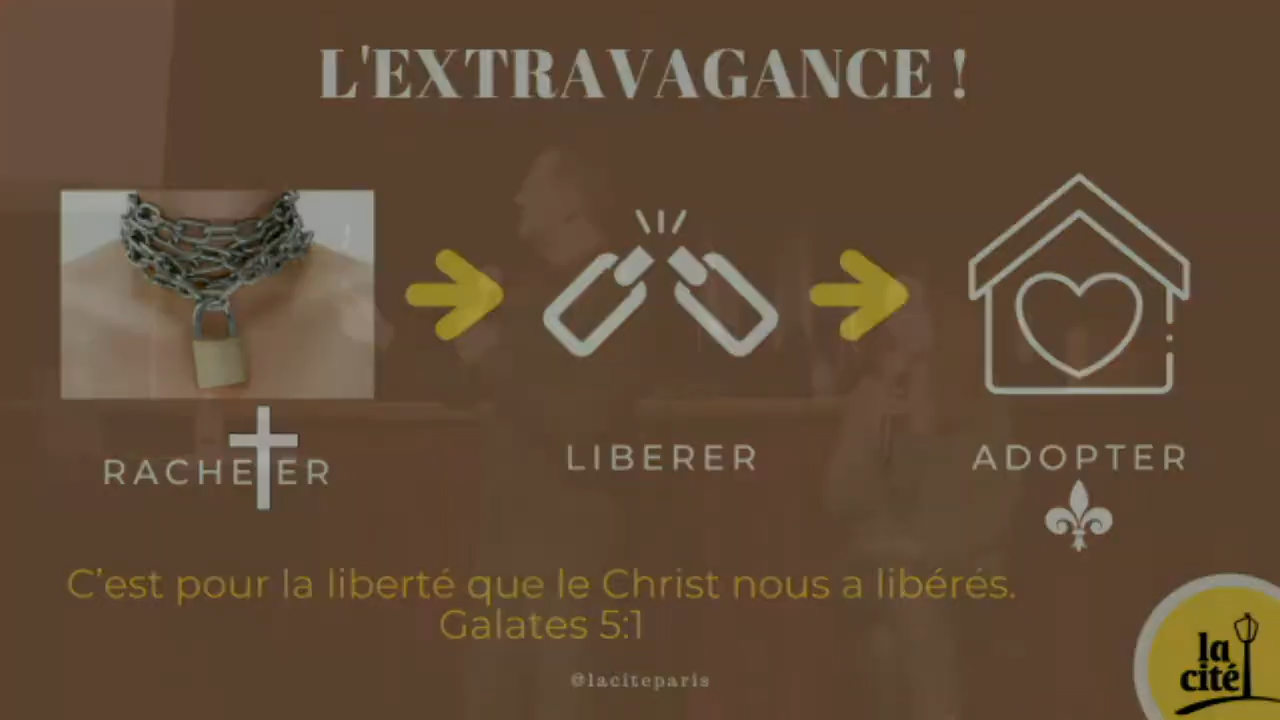 L'EXTRAVAGANCE !
RACHETER
LIBERER
ADOPTER
C'est pour la liberté que le Christ nous a libérés.
Galates 5:1
@laciteparis
la
cité